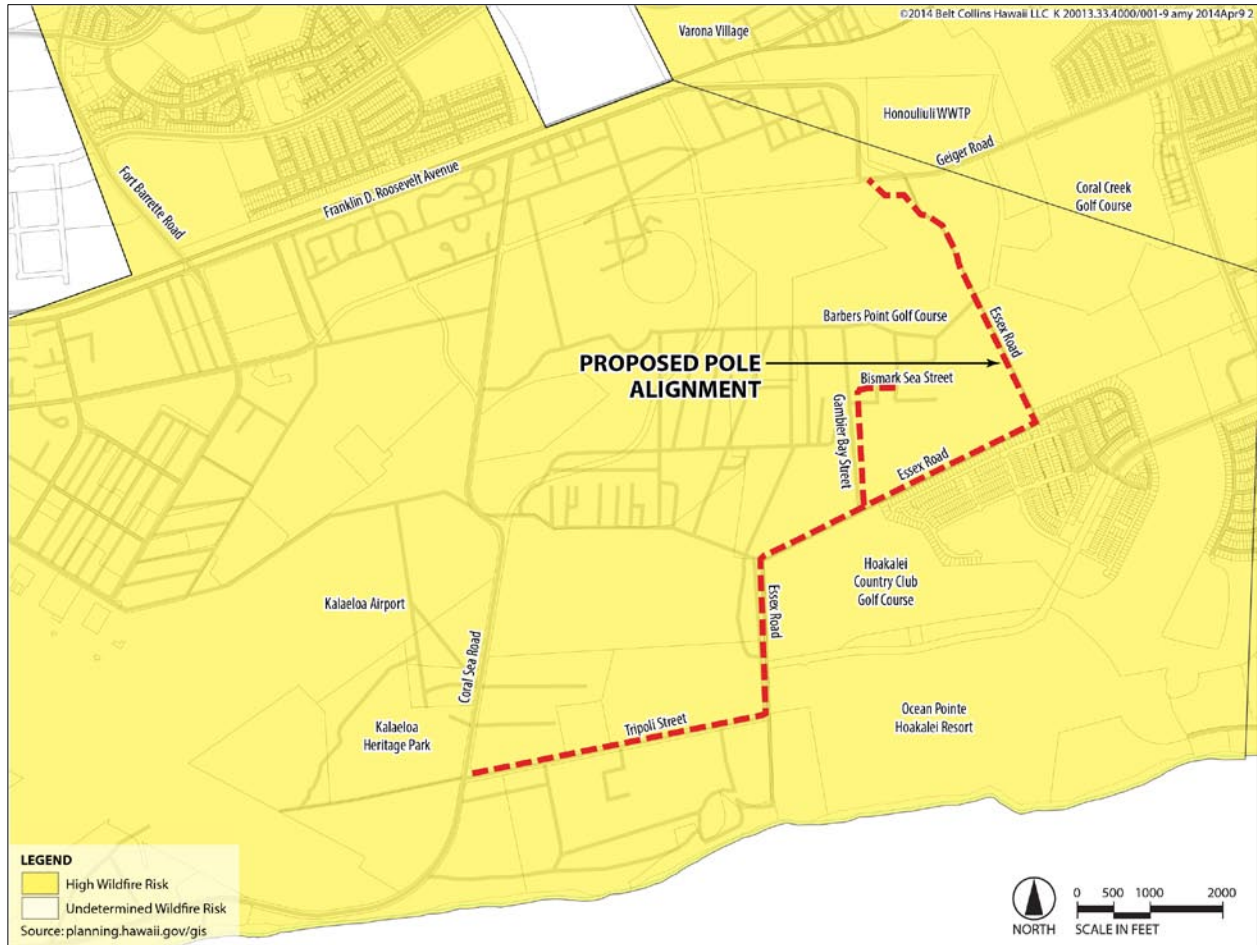 ©2014 Belt Collins Hawaii LLC K 20013.33.4000/001-9 amy 2014Apr9 2
Varona Village
Honouliuli WWTP
Geiger Road
Fort Barrette Road
Franklin D. Roosevelt Avenue
Coral Creek
Golf Course
Barbers Point Golf Course
Essex Road
PROPOSED POLE
ALIGNMENT
Bismark Sea Street
Gambier Bay Street
Essex Road
Hoakalei
Country Club
Golf Course
Kalaeloa Airport
Essex Road
Coral Sea Road
Ocean Pointe
Hoakalei Resort
Kalaeloa
Heritage Park
Tripoli Street
LEGEND
High Wildfire Risk
Undetermined Wildfire Risk
Source: planning.hawaii.gov/gis
NORTH
0 500 1000 2000
SCALE IN FEET